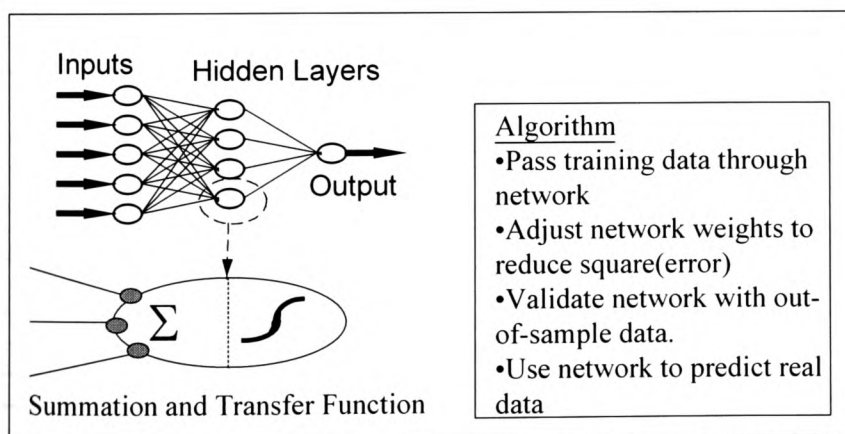 Inputs
Hidden Layers
Output
Σ
Summation and Transfer Function
Algorithm
•Pass training data through
network
•Adjust network weights to
reduce square(error)
•Validate network with out-
of-sample data.
•Use network to predict real
data